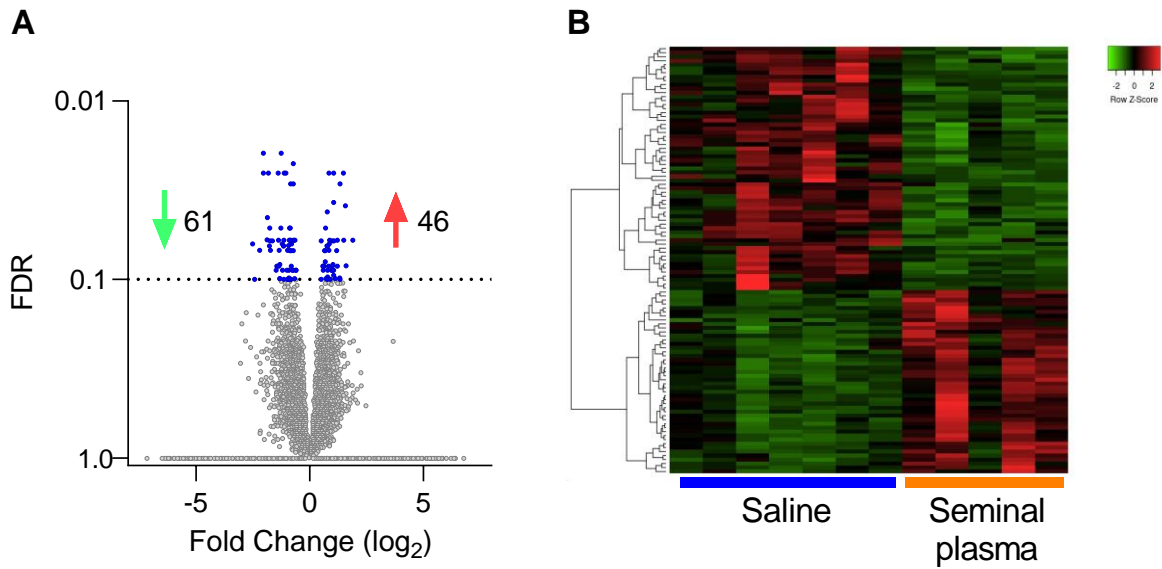 A
B
0.01
0.1
1.0
FDR
61
46
-5
0
5
Fold Change (log2)
-2
0
2
Row Z-Score
Saline
Seminal
plasma